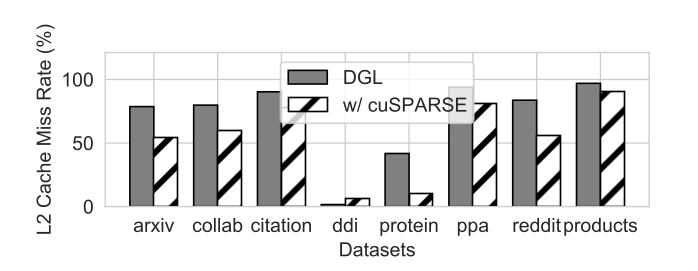 L2 Cache Miss Rate (%)
100
50
0
DGL
w/ cuSPARSE
arxiv collab citation ddi protein ppa reddit products
Datasets